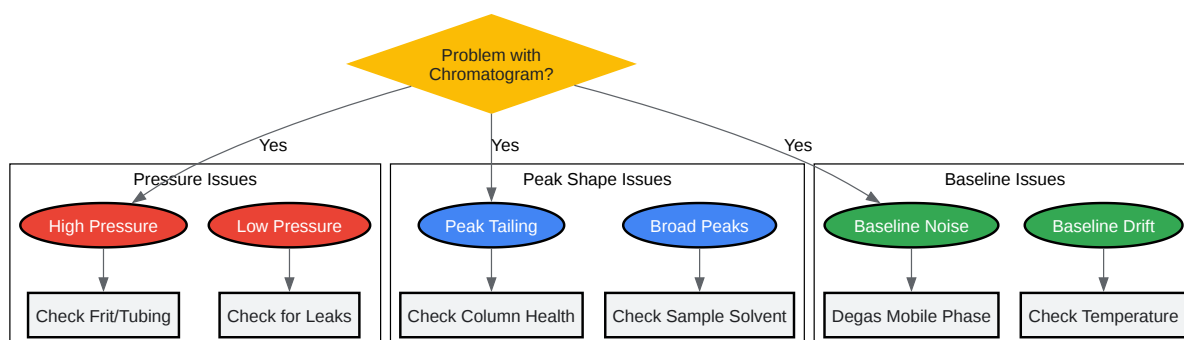 Problem with
Chromatogram?
Yes
Yes
Yes
Pressure Issues
Peak Shape Issues
Baseline Issues
High Pressure
Low Pressure
Peak Tailing
Broad Peaks
Baseline Noise
Baseline Drift
Check Frit/Tubing
Check for Leaks
Check Column Health
Check Sample Solvent
Degas Mobile Phase
Check Temperature